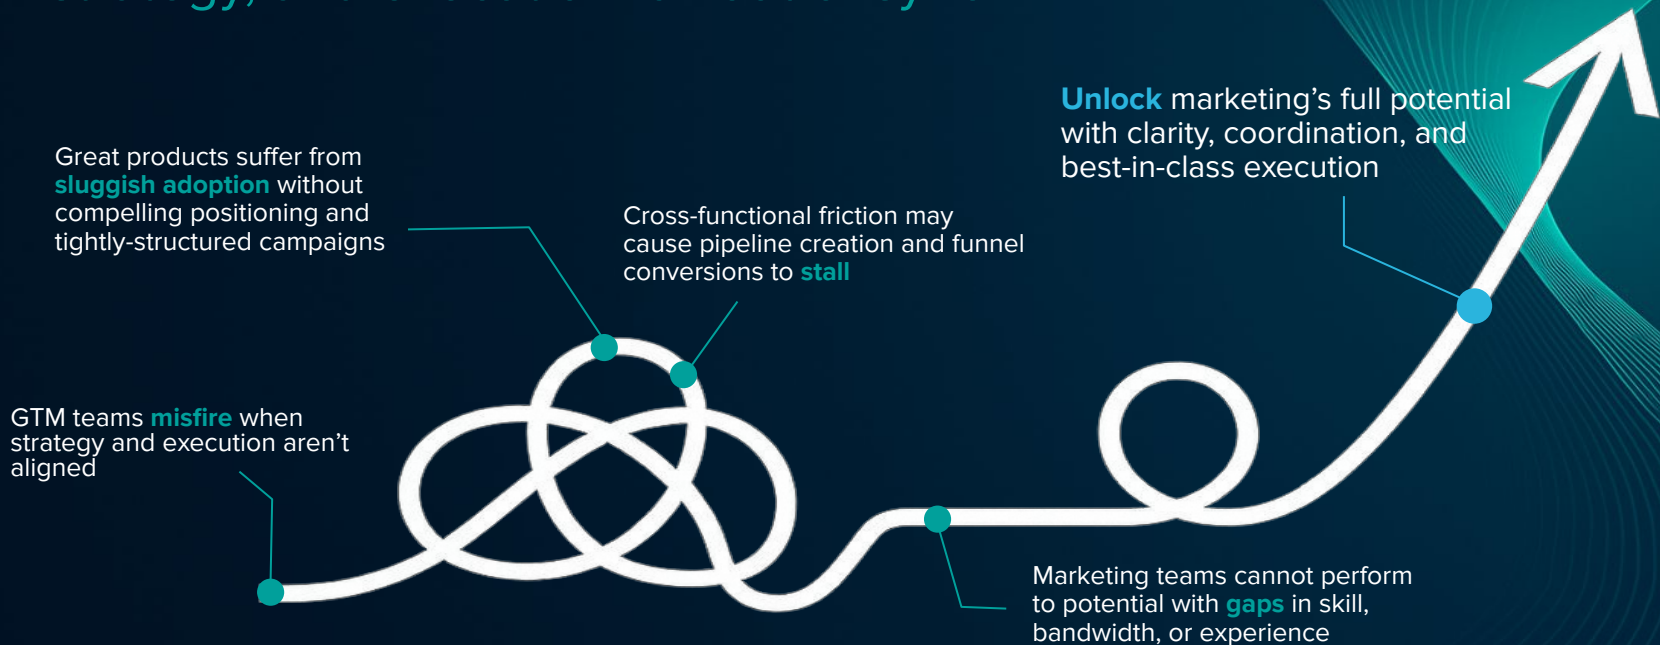 Great products suffer from
sluggish adoption without
compelling positioning and
tightly-structured campaigns
Cross-functional friction may
cause pipeline creation and funnel
conversions to stall
Unlock marketing’s full potential
with clarity, coordination, and
best-in-class execution
GTM teams misfire when
strategy and execution aren’t
aligned
Marketing teams cannot perform
to potential with gaps in skill,
bandwidth, or experience